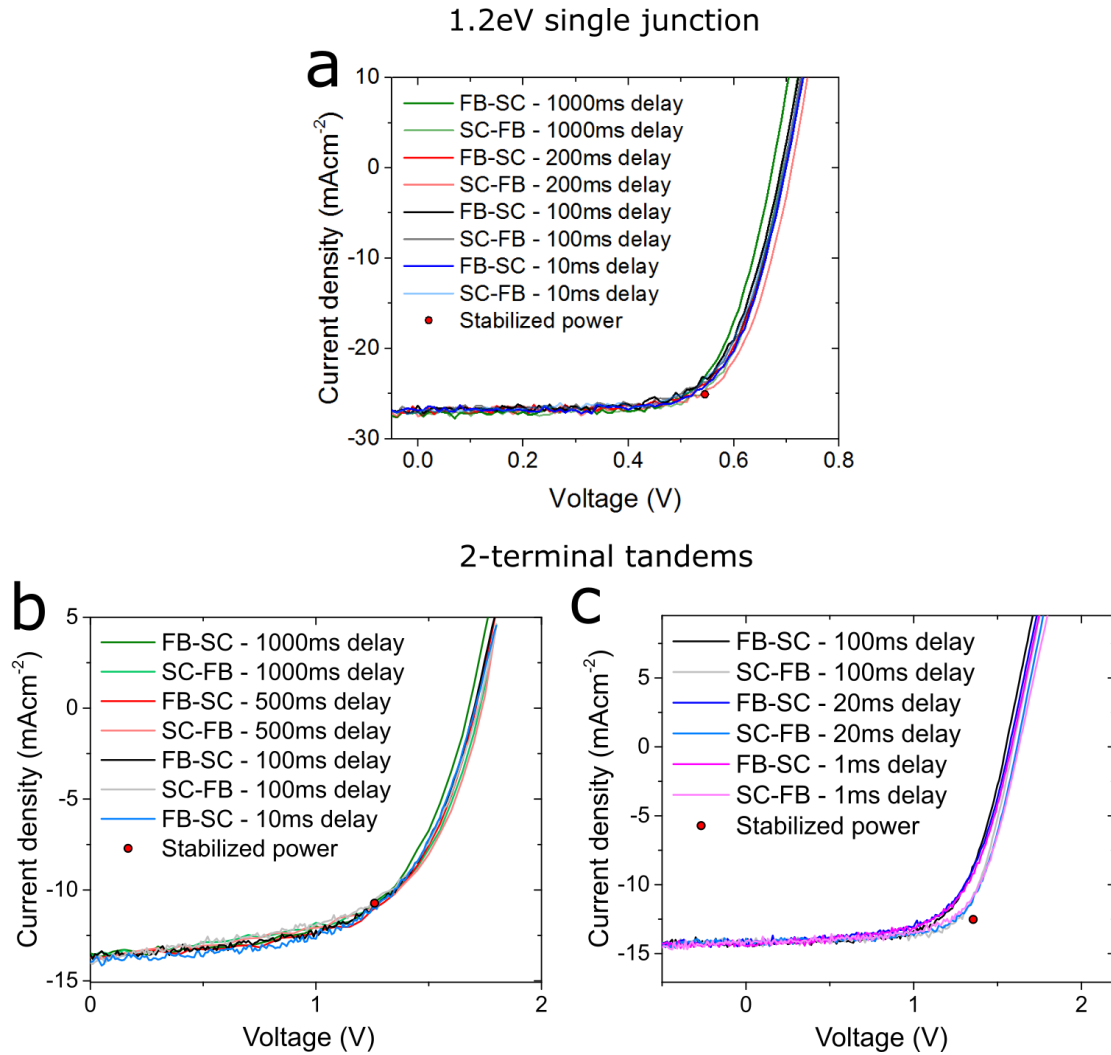 1.2eV single junction
a
10
0
-10
-20
-30
0.0
0.2
0.4
0.6
0.8
Current density (mAcm⁻²)
Voltage (V)
FB-SC - 1000ms delay
SC-FB - 1000ms delay
FB-SC - 200ms delay
SC-FB - 200ms delay
FB-SC - 100ms delay
SC-FB - 100ms delay
FB-SC - 10ms delay
SC-FB - 10ms delay
Stabilized power
2-terminal tandems
b
5
0
-5
-10
-15
0
1
2
Current density (mAcm⁻²)
Voltage (V)
FB-SC - 1000ms delay
SC-FB - 1000ms delay
FB-SC - 500ms delay
SC-FB - 500ms delay
FB-SC - 100ms delay
SC-FB - 100ms delay
FB-SC - 10ms delay
Stabilized power
c
5
0
-5
-10
-15
0
1
2
Current density (mAcm⁻²)
Voltage (V)
FB-SC - 100ms delay
SC-FB - 100ms delay
FB-SC - 20ms delay
SC-FB - 20ms delay
FB-SC - 1ms delay
SC-FB - 1ms delay
Stabilized power